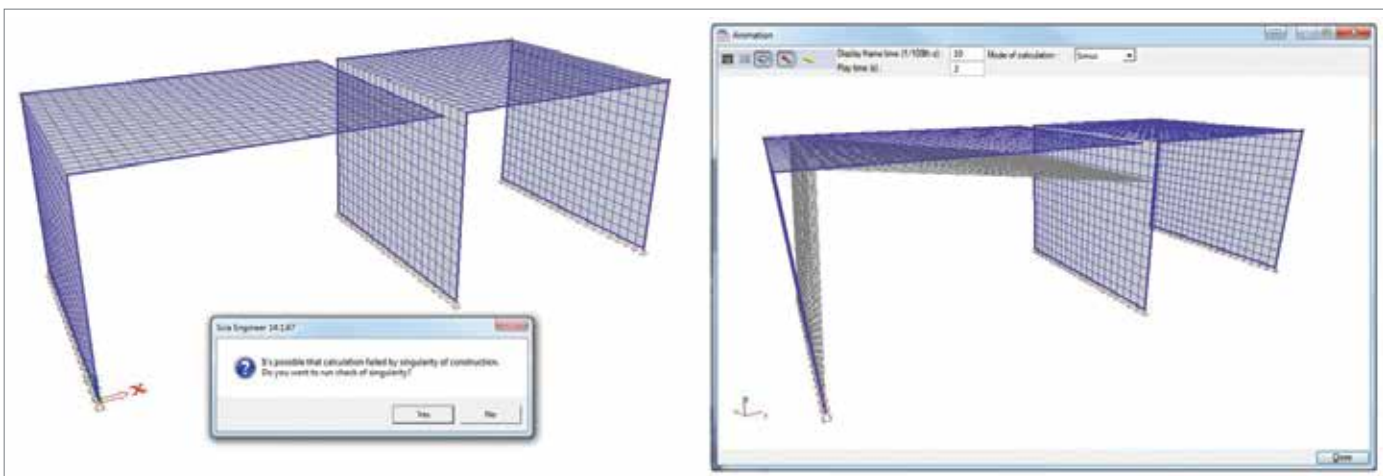 X
Scia Engineer 14.1.67
It's possible that calculation failed by singularity of construction.
Do you want to run check of singularity?
Yes
No
Animation
Display frame time (1/100th s) : 10 Mode of calculation: Sinus
Play time (s) : 2
Close